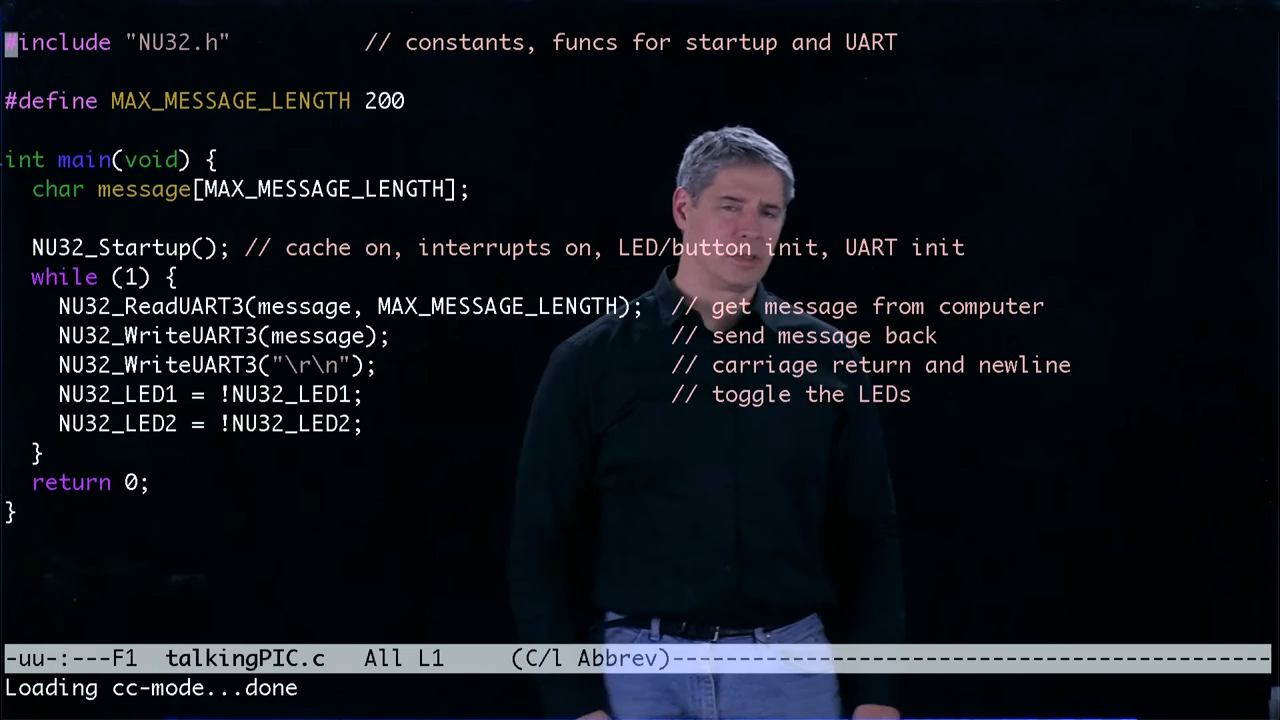 #include "NU32.h"          // constants, funcs for startup and UART
#define MAX_MESSAGE_LENGTH 200
int main(void) {
  char message[MAX_MESSAGE_LENGTH];
  NU32_Startup(); // cache on, interrupts on, LED/button init, UART init
  while (1) {
    NU32_ReadUART3(message, MAX_MESSAGE_LENGTH);  // get message from computer
    NU32_WriteUART3(message);                     // send message back
    NU32_WriteUART3("\r\n");                      // carriage return and newline
    NU32_LED1 = !NU32_LED1;                       // toggle the LEDs
    NU32_LED2 = !NU32_LED2;
  }
  return 0;
}
-uu-:---F1  talkingPIC.c   All L1     (C/l Abbrev)---------------------------------------------
Loading cc-mode...done